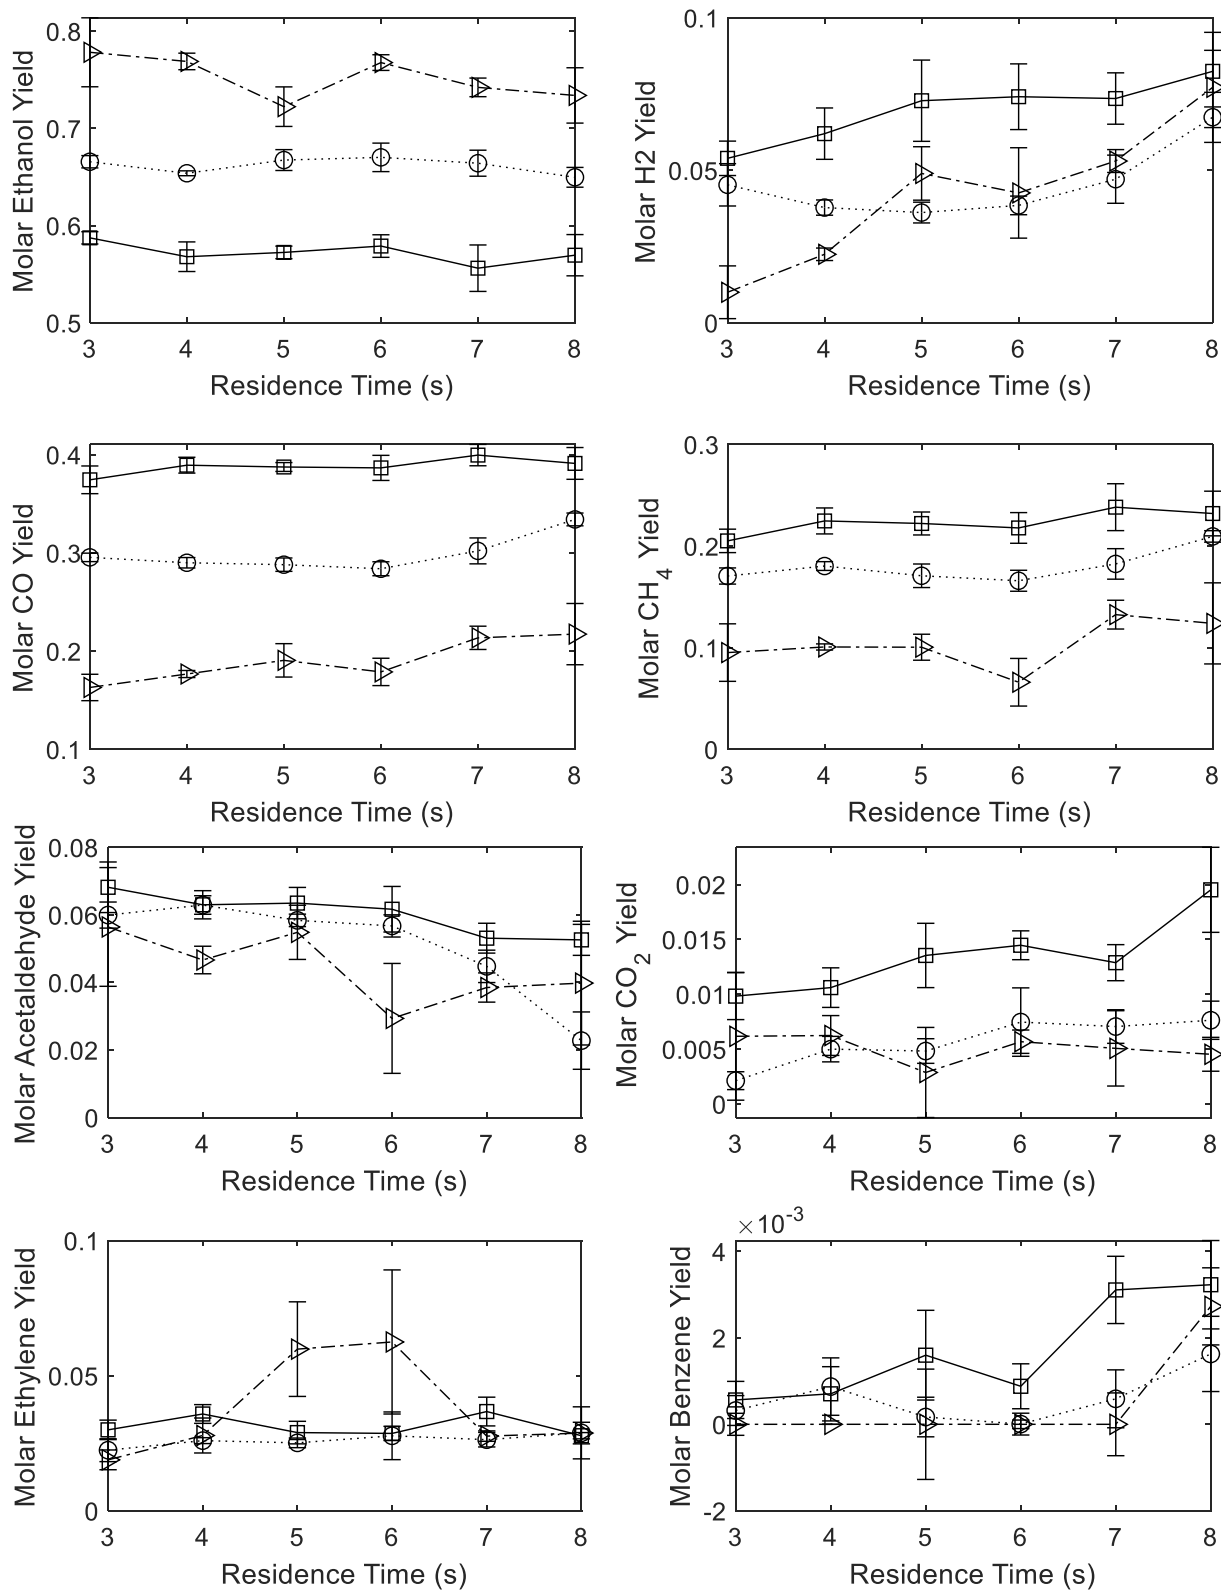 Molar Ethanol Yield
0.8
0.7
0.6
0.5
3 4 5 6 7 8
Residence Time (s)
Molar H2 Yield
0.1
0.05
0
3 4 5 6 7 8
Residence Time (s)
Molar CO Yield
0.4
0.3
0.2
0.1
3 4 5 6 7 8
Residence Time (s)
Molar CH4 Yield
0.3
0.2
0.1
0
3 4 5 6 7 8
Residence Time (s)
Molar Acetaldehyde Yield
0.08
0.06
0.04
0.02
0
3 4 5 6 7 8
Residence Time (s)
Molar CO2 Yield
0.02
0.015
0.01
0.005
0
3 4 5 6 7 8
Residence Time (s)
Molar Ethylene Yield
0.1
0.05
0
3 4 5 6 7 8
Residence Time (s)
Molar Benzene Yield
×10-3
4
2
0
-2
3 4 5 6 7 8
Residence Time (s)